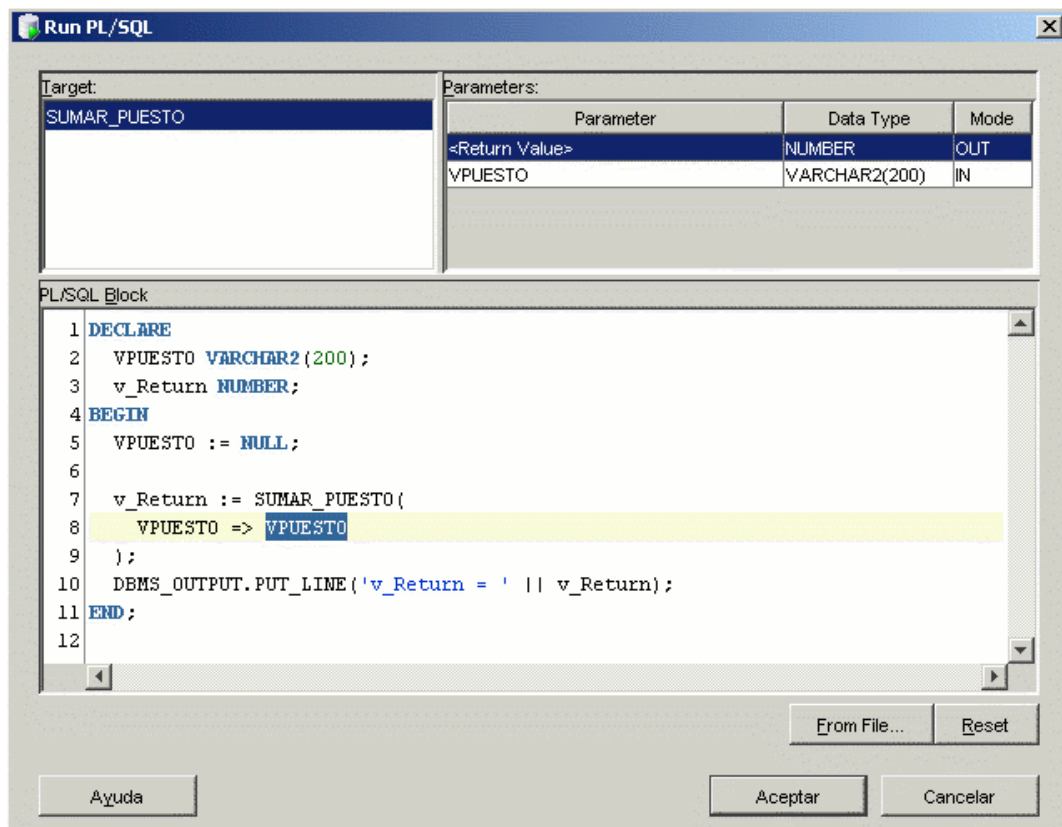 Run PL/SQL
Target:
SUMAR_PUESTO
Parameters:
Parameter Data Type Mode
<Return Value> NUMBER OUT
VPUESTO VARCHAR2(200) IN
PL/SQL Block
1 DECLARE
2   VPUESTO VARCHAR2(200);
3   v_Return NUMBER;
4 BEGIN
5   VPUESTO := NULL;
6
7   v_Return := SUMAR_PUESTO(
8     VPUESTO => VPUESTO
9   );
10   DBMS_OUTPUT.PUT_LINE('v_Return = ' || v_Return);
11 END;
12
From File... Reset
Ayuda Aceptar Cancelar